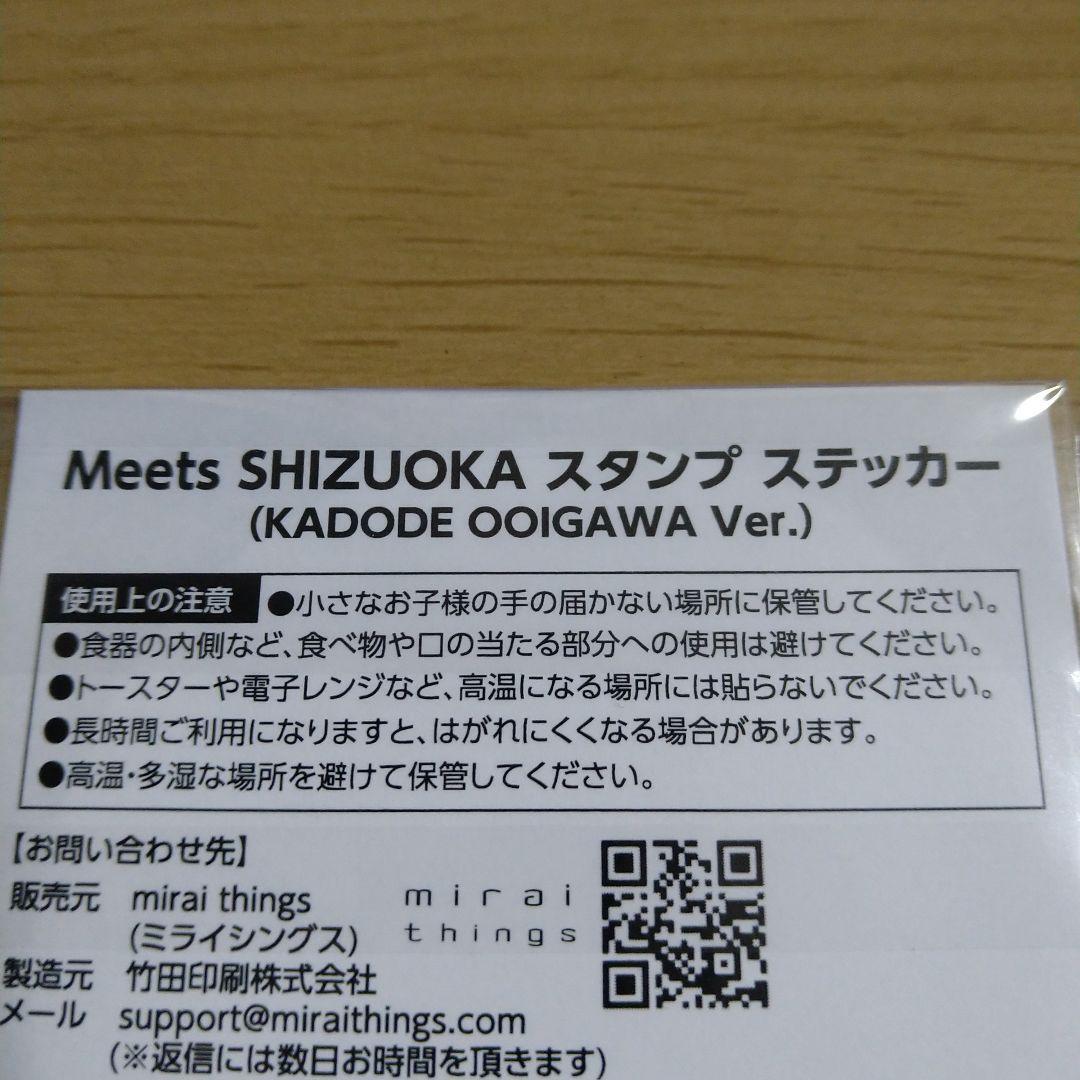 Meets SHIZUOKA スタンプ ステッカー
(KADODE OOIGAWA Ver.)
使用上の注意 ●小さなお子様の手の届かない場所に保管してください。
●食器の内側など、食べ物や口の当たる部分への使用は避けてください。
●トースターや電子レンジなど、高温になる場所には貼らないでください。
●長時間ご利用になりますと、はがれにくくなる場合があります。
●高温・多湿な場所を避けて保管してください。
【お問い合わせ先】
販売元 mirai things
(ミライシングス)
mirai
things
製造元 竹田印刷株式会社
メール support@miraithings.com
(※返信には数日お時間を頂きます)